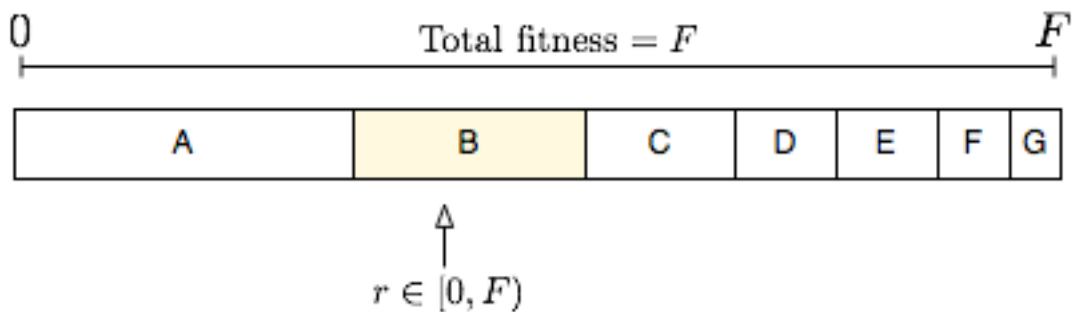 0 Total fitness = F F
A B C D E F G
r ∈ [0, F)